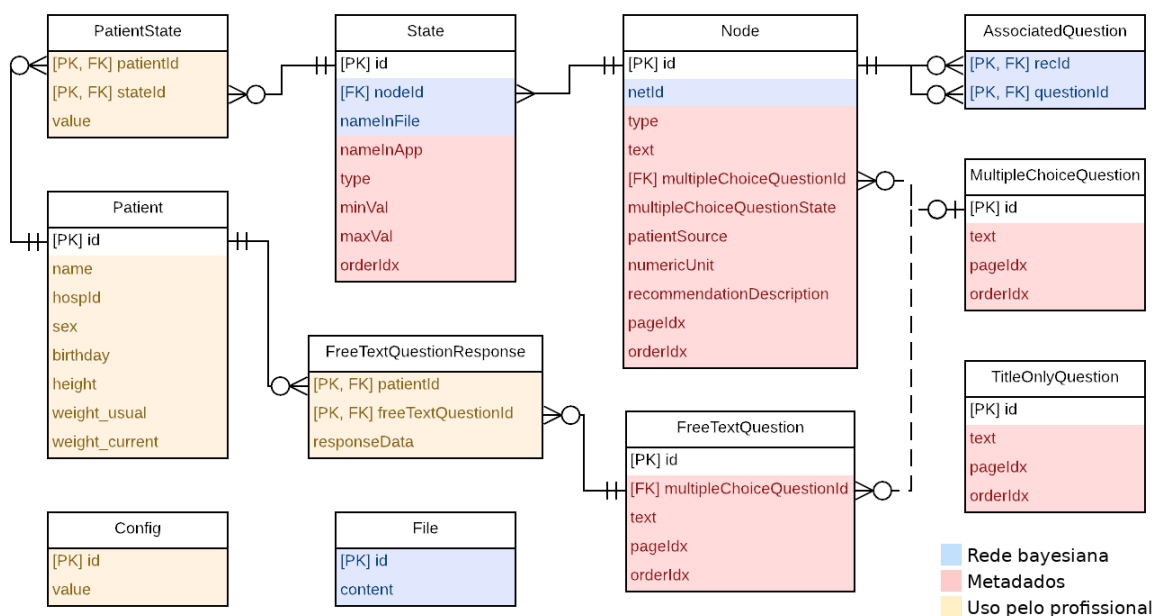 PatientState
[PK, FK] patientId
[PK, FK] stateId
value
State
[PK] id
[FK] nodeId
nameInFile
nameInApp
type
minVal
maxVal
orderIdx
Node
[PK] id
netId
type
text
[FK] multipleChoiceQuestionId
multipleChoiceQuestionState
patientSource
numericUnit
recommendationDescription
pageIdx
orderIdx
AssociatedQuestion
[PK, FK] recId
[PK, FK] questionId
MultipleChoiceQuestion
[PK] id
text
pageIdx
orderIdx
Patient
[PK] id
name
hospId
sex
birthday
height
weight_usual
weight_current
FreeTextQuestionResponse
[PK, FK] patientId
[PK, FK] freeTextQuestionId
responseData
FreeTextQuestion
[PK] id
[FK] multipleChoiceQuestionId
text
pageIdx
orderIdx
TitleOnlyQuestion
[PK] id
text
pageIdx
orderIdx
Config
[PK] id
value
File
[PK] id
content
Rede bayesiana
Metadados
Uso pelo profissional